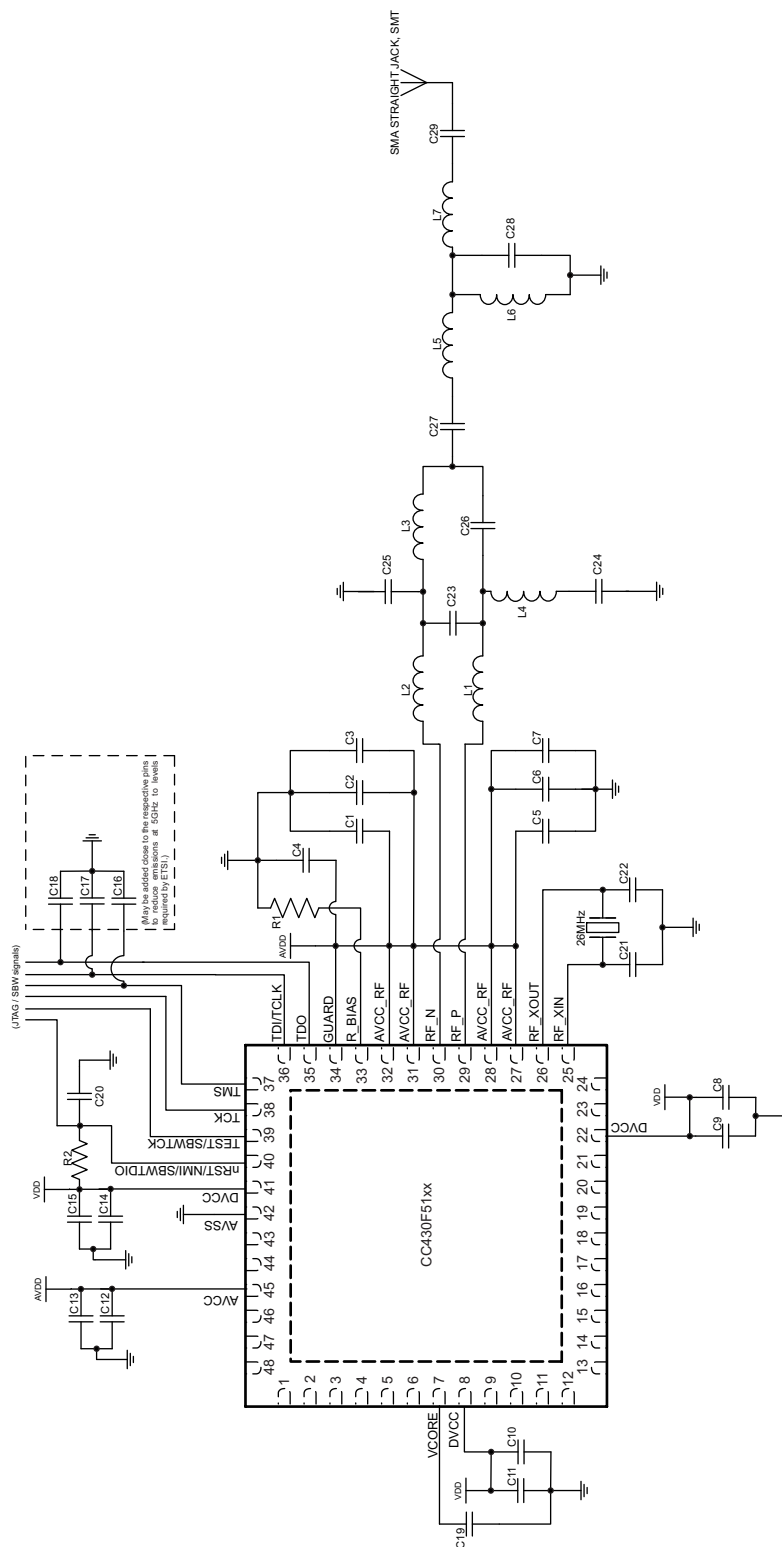 SMA STRAIGHT JACK, SMT
C29
L7
C28
L6
L5
C27
L3
C26
C25
C23
L4
C24
L2
L1
C3
C2
C1
C4
R1
AVDD
C7
C6
C5
C22
26MHz
C21
C18
C17
C16
(May be added close to the respective pins
to reduce emissions at 5GHz to levels
required by ETSI.)
(JTAG / SBW signals)
TDI/TCLK
TDO
GUARD
R_BIAS
AVCC_RF
AVCC_RF
RF_N
RF_P
AVCC_RF
AVCC_RF
RF_XOUT
RF_XIN
36
35
34
33
32
31
30
29
28
27
26
25
C20
R2
VDD
C15
C14
AVDD
C13
C12
TMS
TCK
TEST/SBWTCK
nRST/NMI/SBWTDIO
DVCC
AVSS
AVCC
37
38
39
40
41
42
43
44
45
46
47
48
CC430F51xx
24
23
22
21
20
19
18
17
16
15
14
13
DVCC
VDD
C8
C9
1
2
3
4
5
6
7
8
9
10
11
12
VCORE
DVCC
VDD
C10
C11
C19